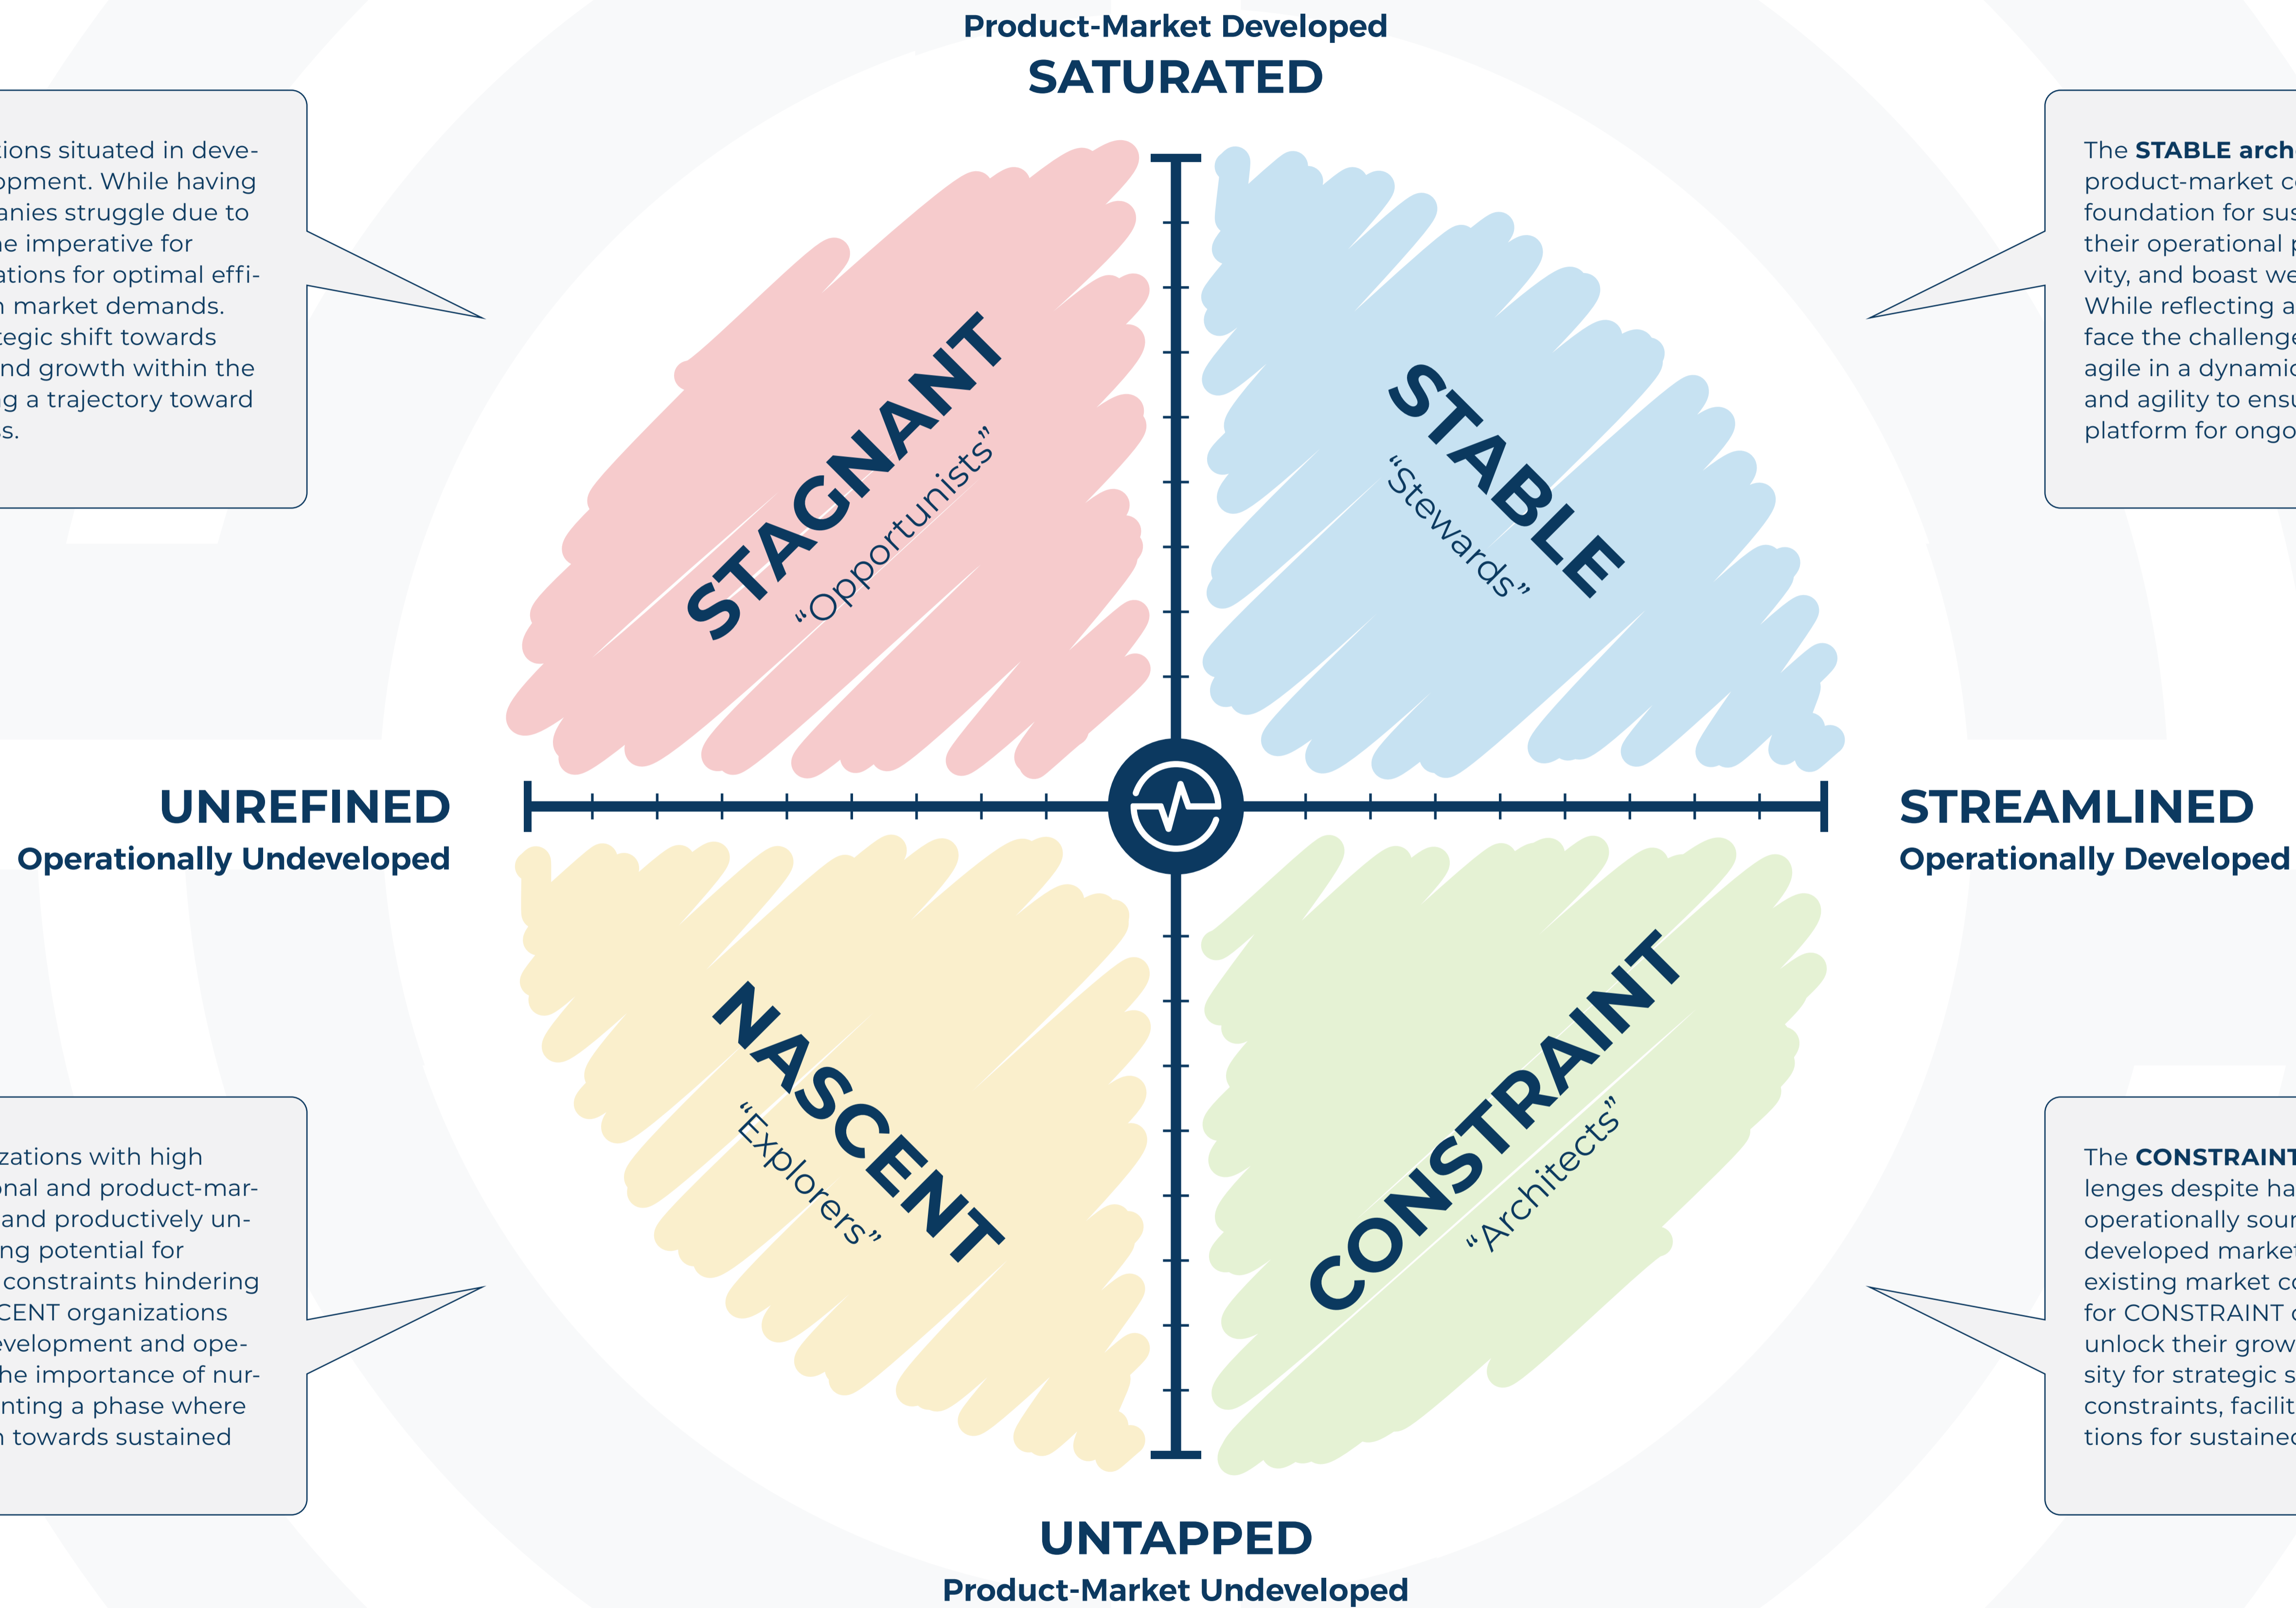 Product-Market Developed
SATURATED
tions situated in deve-
opment. While having
anies struggle due to
e imperative for
ations for optimal effi-
market demands.
tegic shift towards
nd growth within the
g a trajectory toward
s.
The STABLE arch
product-market c
foundation for sus
their operational p
vity, and boast we
While reflecting a
face the challenge
agile in a dynamic
and agility to ensu
platform for ongo
STAGNANT
“Opportunists”
STABLE
“Stewards”
UNREFINED
Operationally Undeveloped
STREAMLINED
Operationally Developed
NASCENT
“Explorers”
CONSTRAINT
“Architects”
zations with high
onal and product-mar-
and productively un-
ng potential for
constraints hindering
CENT organizations
evelopment and ope-
he importance of nur-
nting a phase where
towards sustained
The CONSTRAINT
lenges despite ha
operationally soun
developed market
existing market co
for CONSTRAINT
unlock their grow
sity for strategic s
constraints, facilit
tions for sustained
UNTAPPED
Product-Market Undeveloped